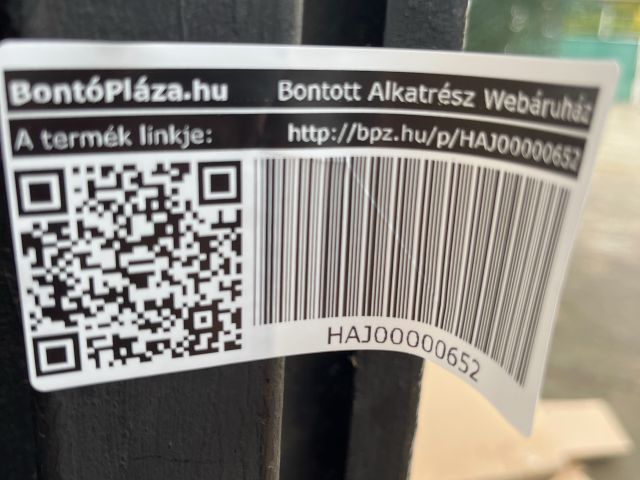 BontóPláza.hu Bontott Alkatrész Webáruház
A termék linkje: http://bpz.hu/p/HAJ00000652
HAJ00000652